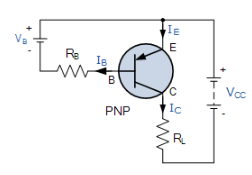 +
I_E
+
V_B
R_B
I_B
E
-
B
V_CC
C
PNP
I_C
-
R_L